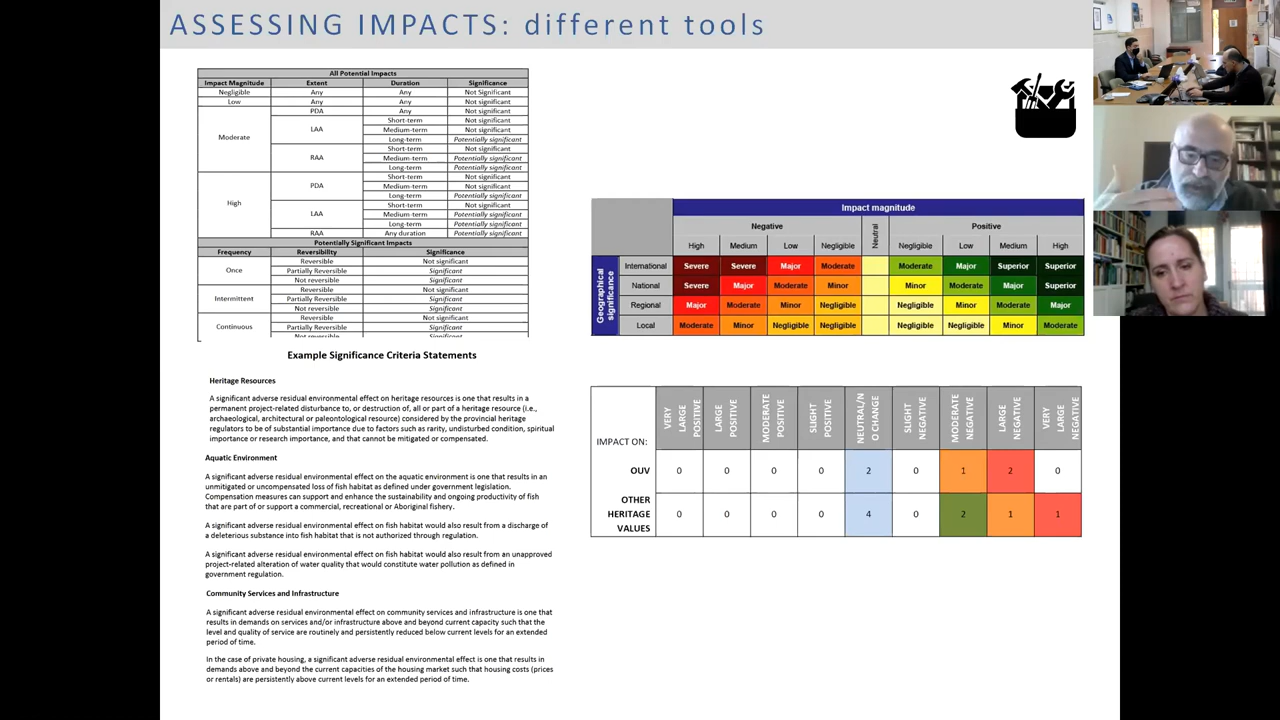 ASSESSING IMPACTS: different tools
All Potential Impacts
Impact Magnitude Extent Duration Significance
Negligible Any Any Not Significant
Low Any Any Not significant
Moderate PDA Any Not significant
LAA Short-term Not significant
Medium-term Not significant
Long-term Potentially significant
RAA Short-term Not significant
Medium-term Potentially significant
Long-term Potentially significant
High PDA Short-term Not significant
Medium-term Not significant
Long-term Potentially significant
LAA Short-term Not significant
Medium-term Potentially significant
Long-term Potentially significant
RAA Any duration Potentially significant
Potentially Significant Impacts
Frequency Reversibility Significance
Once Reversible Not significant
Partially Reversible Significant
Not reversible Significant
Intermittent Reversible Not significant
Partially Reversible Significant
Not reversible Significant
Continuous Reversible Not significant
Partially Reversible Significant
Not reversible Significant
Example Significance Criteria Statements
Heritage Resources
A significant adverse residual environmental effect on heritage resources is one that results in a
permanent project-related disturbance to, or destruction of, all or part of a heritage resource (i.e.,
archaeological, architectural or paleontological resource) considered by the provincial heritage
regulators to be of substantial importance due to factors such as rarity, undisturbed condition, spiritual
importance or research importance, and that cannot be mitigated or compensated.
Aquatic Environment
A significant adverse residual environmental effect on the aquatic environment is one that results in an
unmitigated or uncompensated loss of fish habitat as defined under government legislation.
Compensation measures can support and enhance the sustainability and ongoing productivity of fish
that are part of or support a commercial, recreational or Aboriginal fishery.
A significant adverse residual environmental effect on fish habitat would also result from a discharge of
a deleterious substance into fish habitat that is not authorized through regulation.
A significant adverse residual environmental effect on fish habitat would also result from an unapproved
project-related alteration of water quality that would constitute water pollution as defined in
government regulation.
Community Services and Infrastructure
A significant adverse residual environmental effect on community services and infrastructure is one that
results in demands on services and/or infrastructure above and beyond current capacity such that the
level and quality of service are routinely and persistently reduced below current levels for an extended
period of time.
In the case of private housing, a significant adverse residual environmental effect is one that results in
demands above and beyond the current capacities of the housing market such that housing costs (prices
or rentals) are persistently above current levels for an extended period of time.
Impact magnitude
Negative Neutral Positive
High Medium Low Negligible Negligible Low Medium High
Geographical significance
International Severe Severe Major Moderate Moderate Major Superior Superior
National Severe Major Moderate Minor Minor Moderate Major Superior
Regional Major Moderate Minor Negligible Negligible Minor Moderate Major
Local Moderate Minor Negligible Negligible Negligible Negligible Minor Moderate
IMPACT ON: VERY LARGE POSITIVE LARGE POSITIVE MODERATE POSITIVE SLIGHT POSITIVE NEUTRAL/N O CHANGE SLIGHT NEGATIVE MODERATE NEGATIVE LARGE NEGATIVE VERY LARGE NEGATIVE
OUV 0 0 0 0 2 0 1 2 0
OTHER HERITAGE VALUES 0 0 0 0 4 0 2 1 1